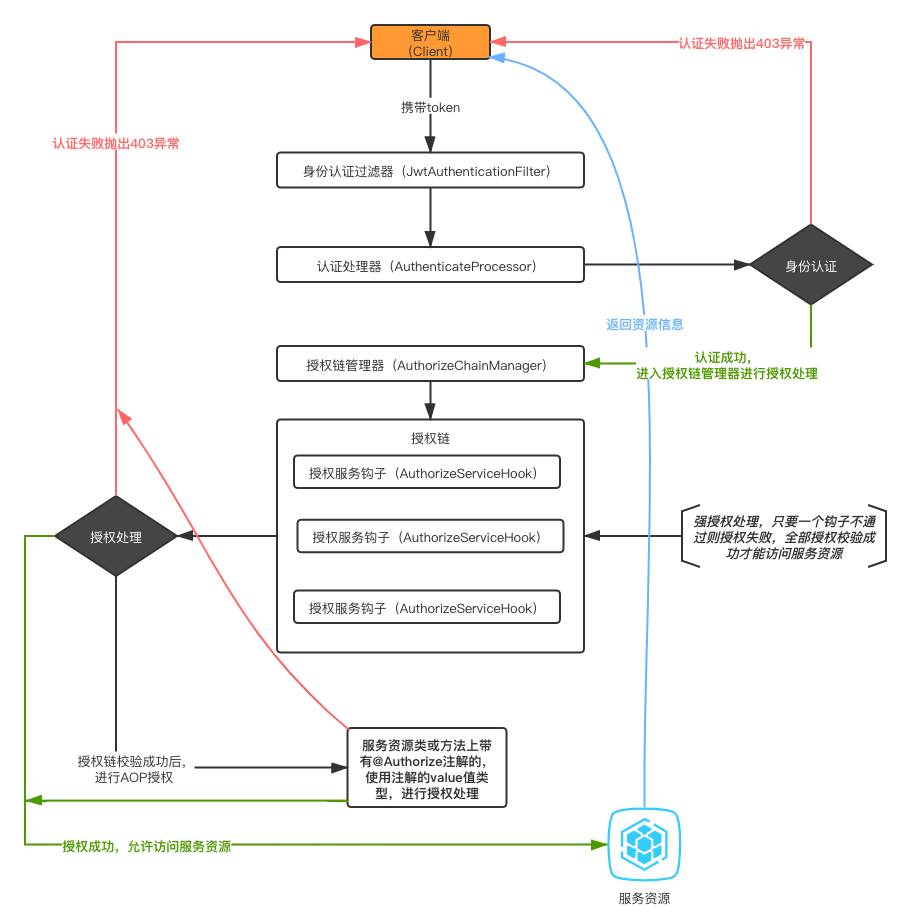 客户端
（Client）
认证失败抛出403异常
携带token
认证失败抛出403异常
身份认证过滤器（JwtAuthenticationFilter）
认证处理器（AuthenticateProcessor）
身份认证
返回资源信息
认证成功，
进入授权链管理器进行授权处理
授权链管理器（AuthorizeChainManager）
授权链
授权服务钩子（AuthorizeServiceHook）
授权服务钩子（AuthorizeServiceHook）
授权服务钩子（AuthorizeServiceHook）
授权处理
强授权处理，只要一个钩子不通
过则授权失败，全部授权校验成
功才能访问服务资源
授权链校验成功后，
进行AOP授权
服务资源类或方法上带
有@Authorize注解的，
使用注解的value值类
型，进行授权处理
授权成功，允许访问服务资源
服务资源